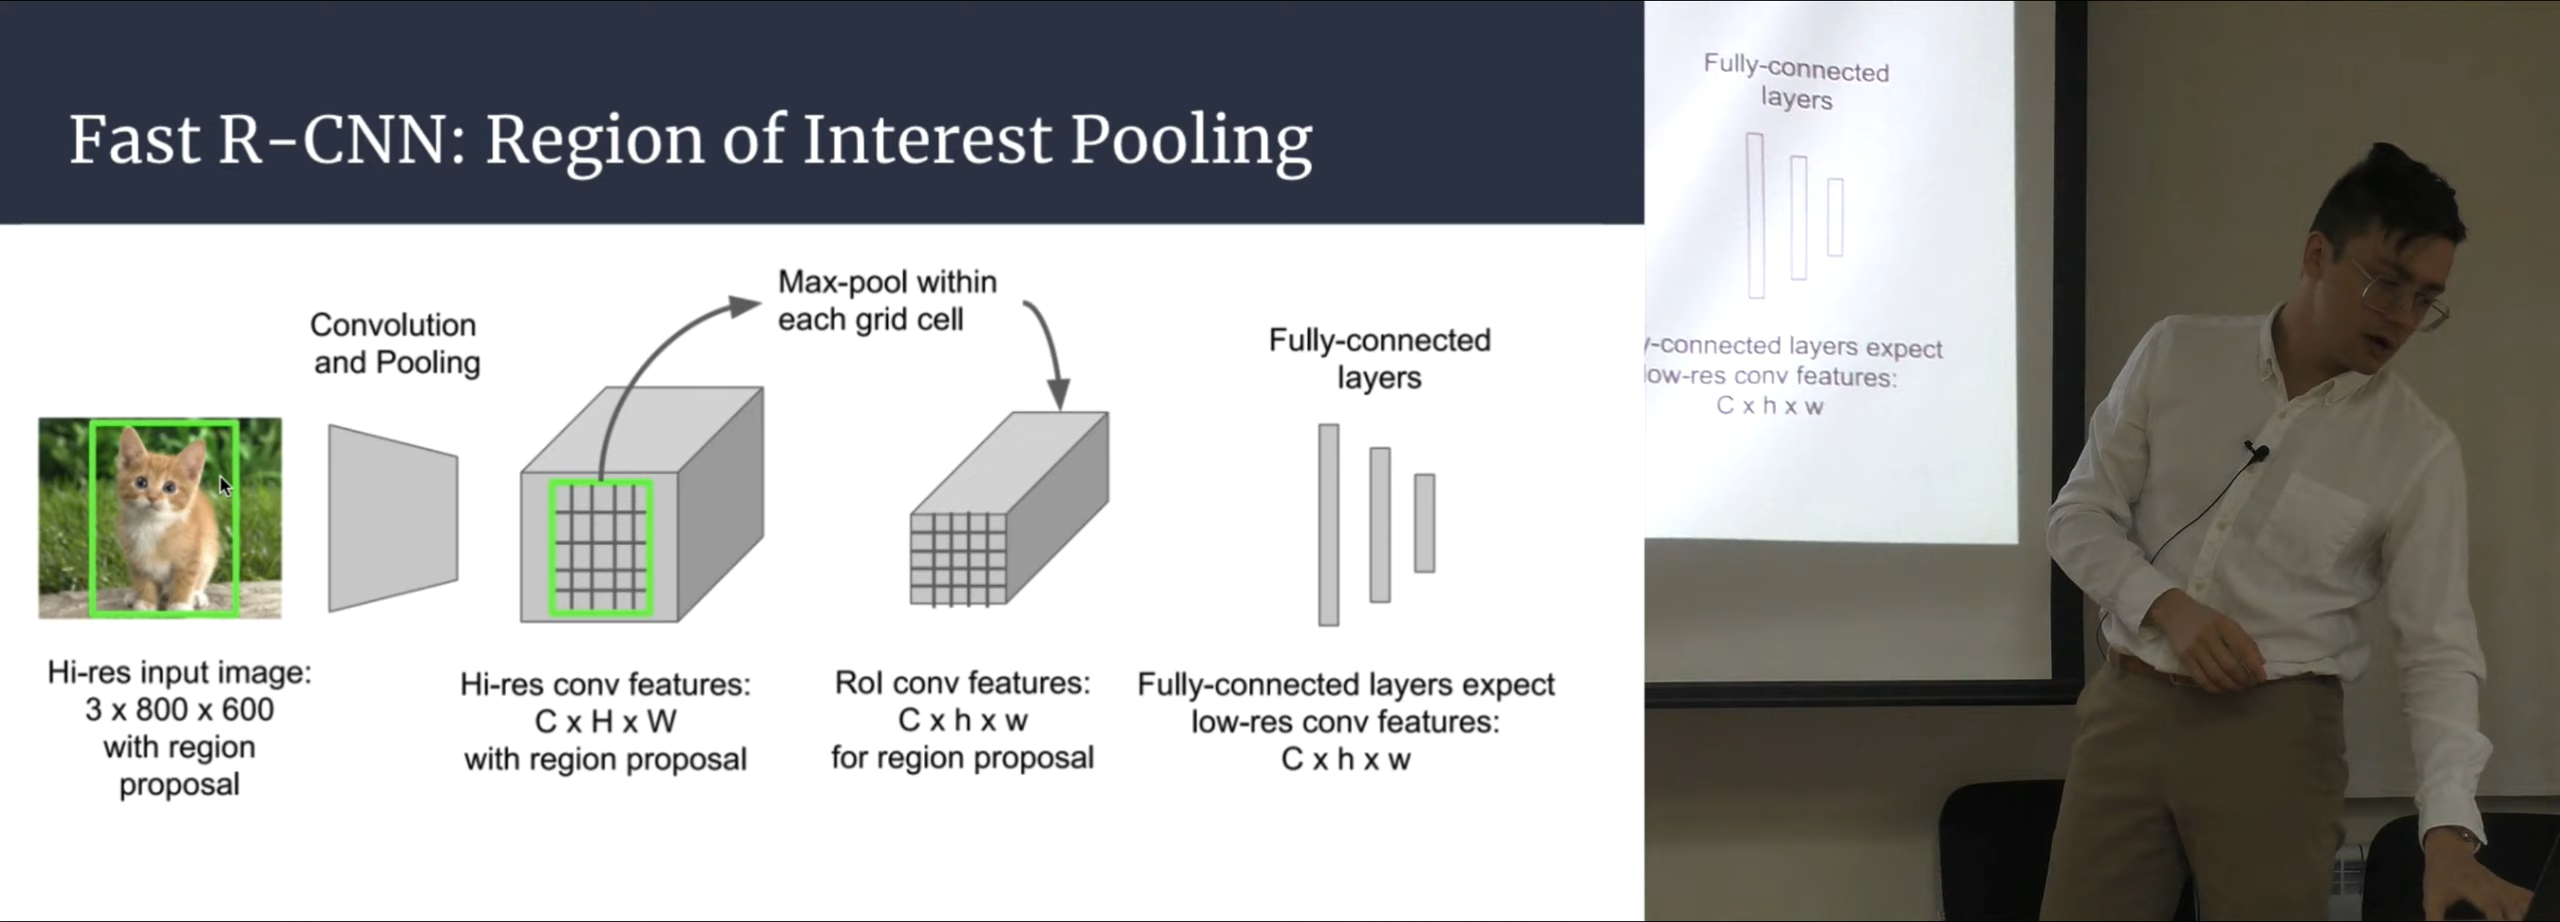 Fast R-CNN: Region of Interest Pooling
Max-pool within
each grid cell
Convolution
and Pooling
Fully-connected
layers
Hi-res input image:
3 x 800 x 600
with region
proposal
Hi-res conv features:
C x H x W
with region proposal
RoI conv features:
C x h x w
for region proposal
Fully-connected layers expect
low-res conv features:
C x h x w
Fully-connected
layers
y-connected layers expect
low-res conv features:
C x h x w